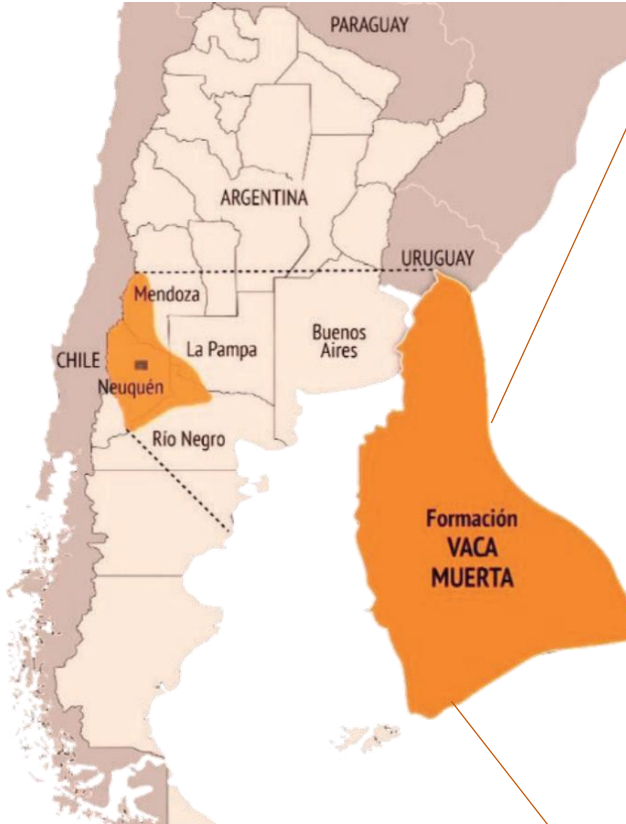 PARAGUAY
ARGENTINA
URUGUAY
Mendoza
Buenos
Aires
La Pampa
CHILE
Neuquén
Río Negro
Formación
VACA
MUERTA